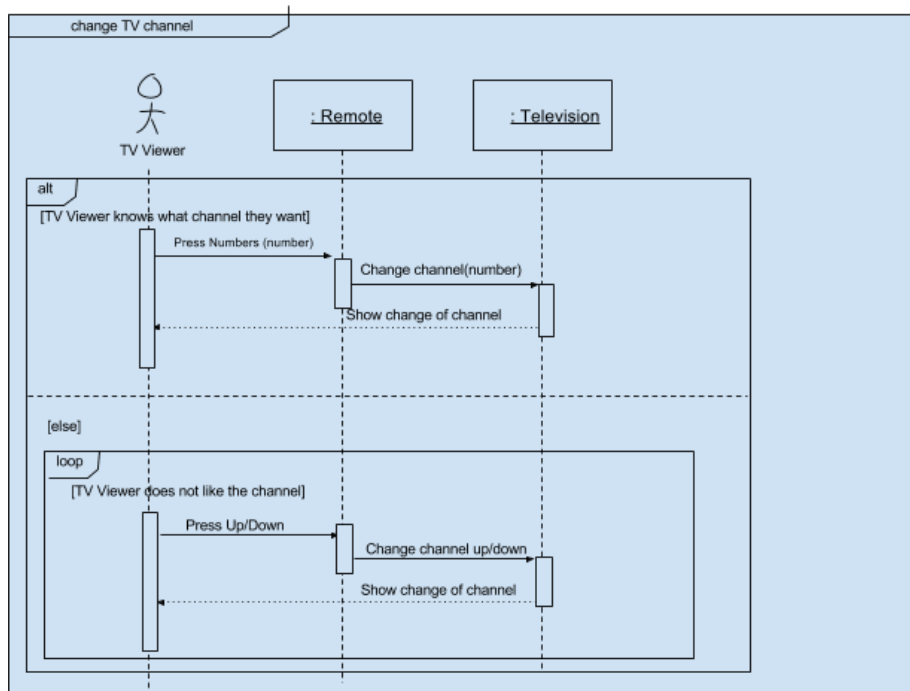 change TV channel
: Remote
: Television
TV Viewer
alt
[TV Viewer knows what channel they want]
Press Numbers (number)
Change channel(number)
Show change of channel
[else]
loop
[TV Viewer does not like the channel]
Press Up/Down
Change channel up/down
Show change of channel